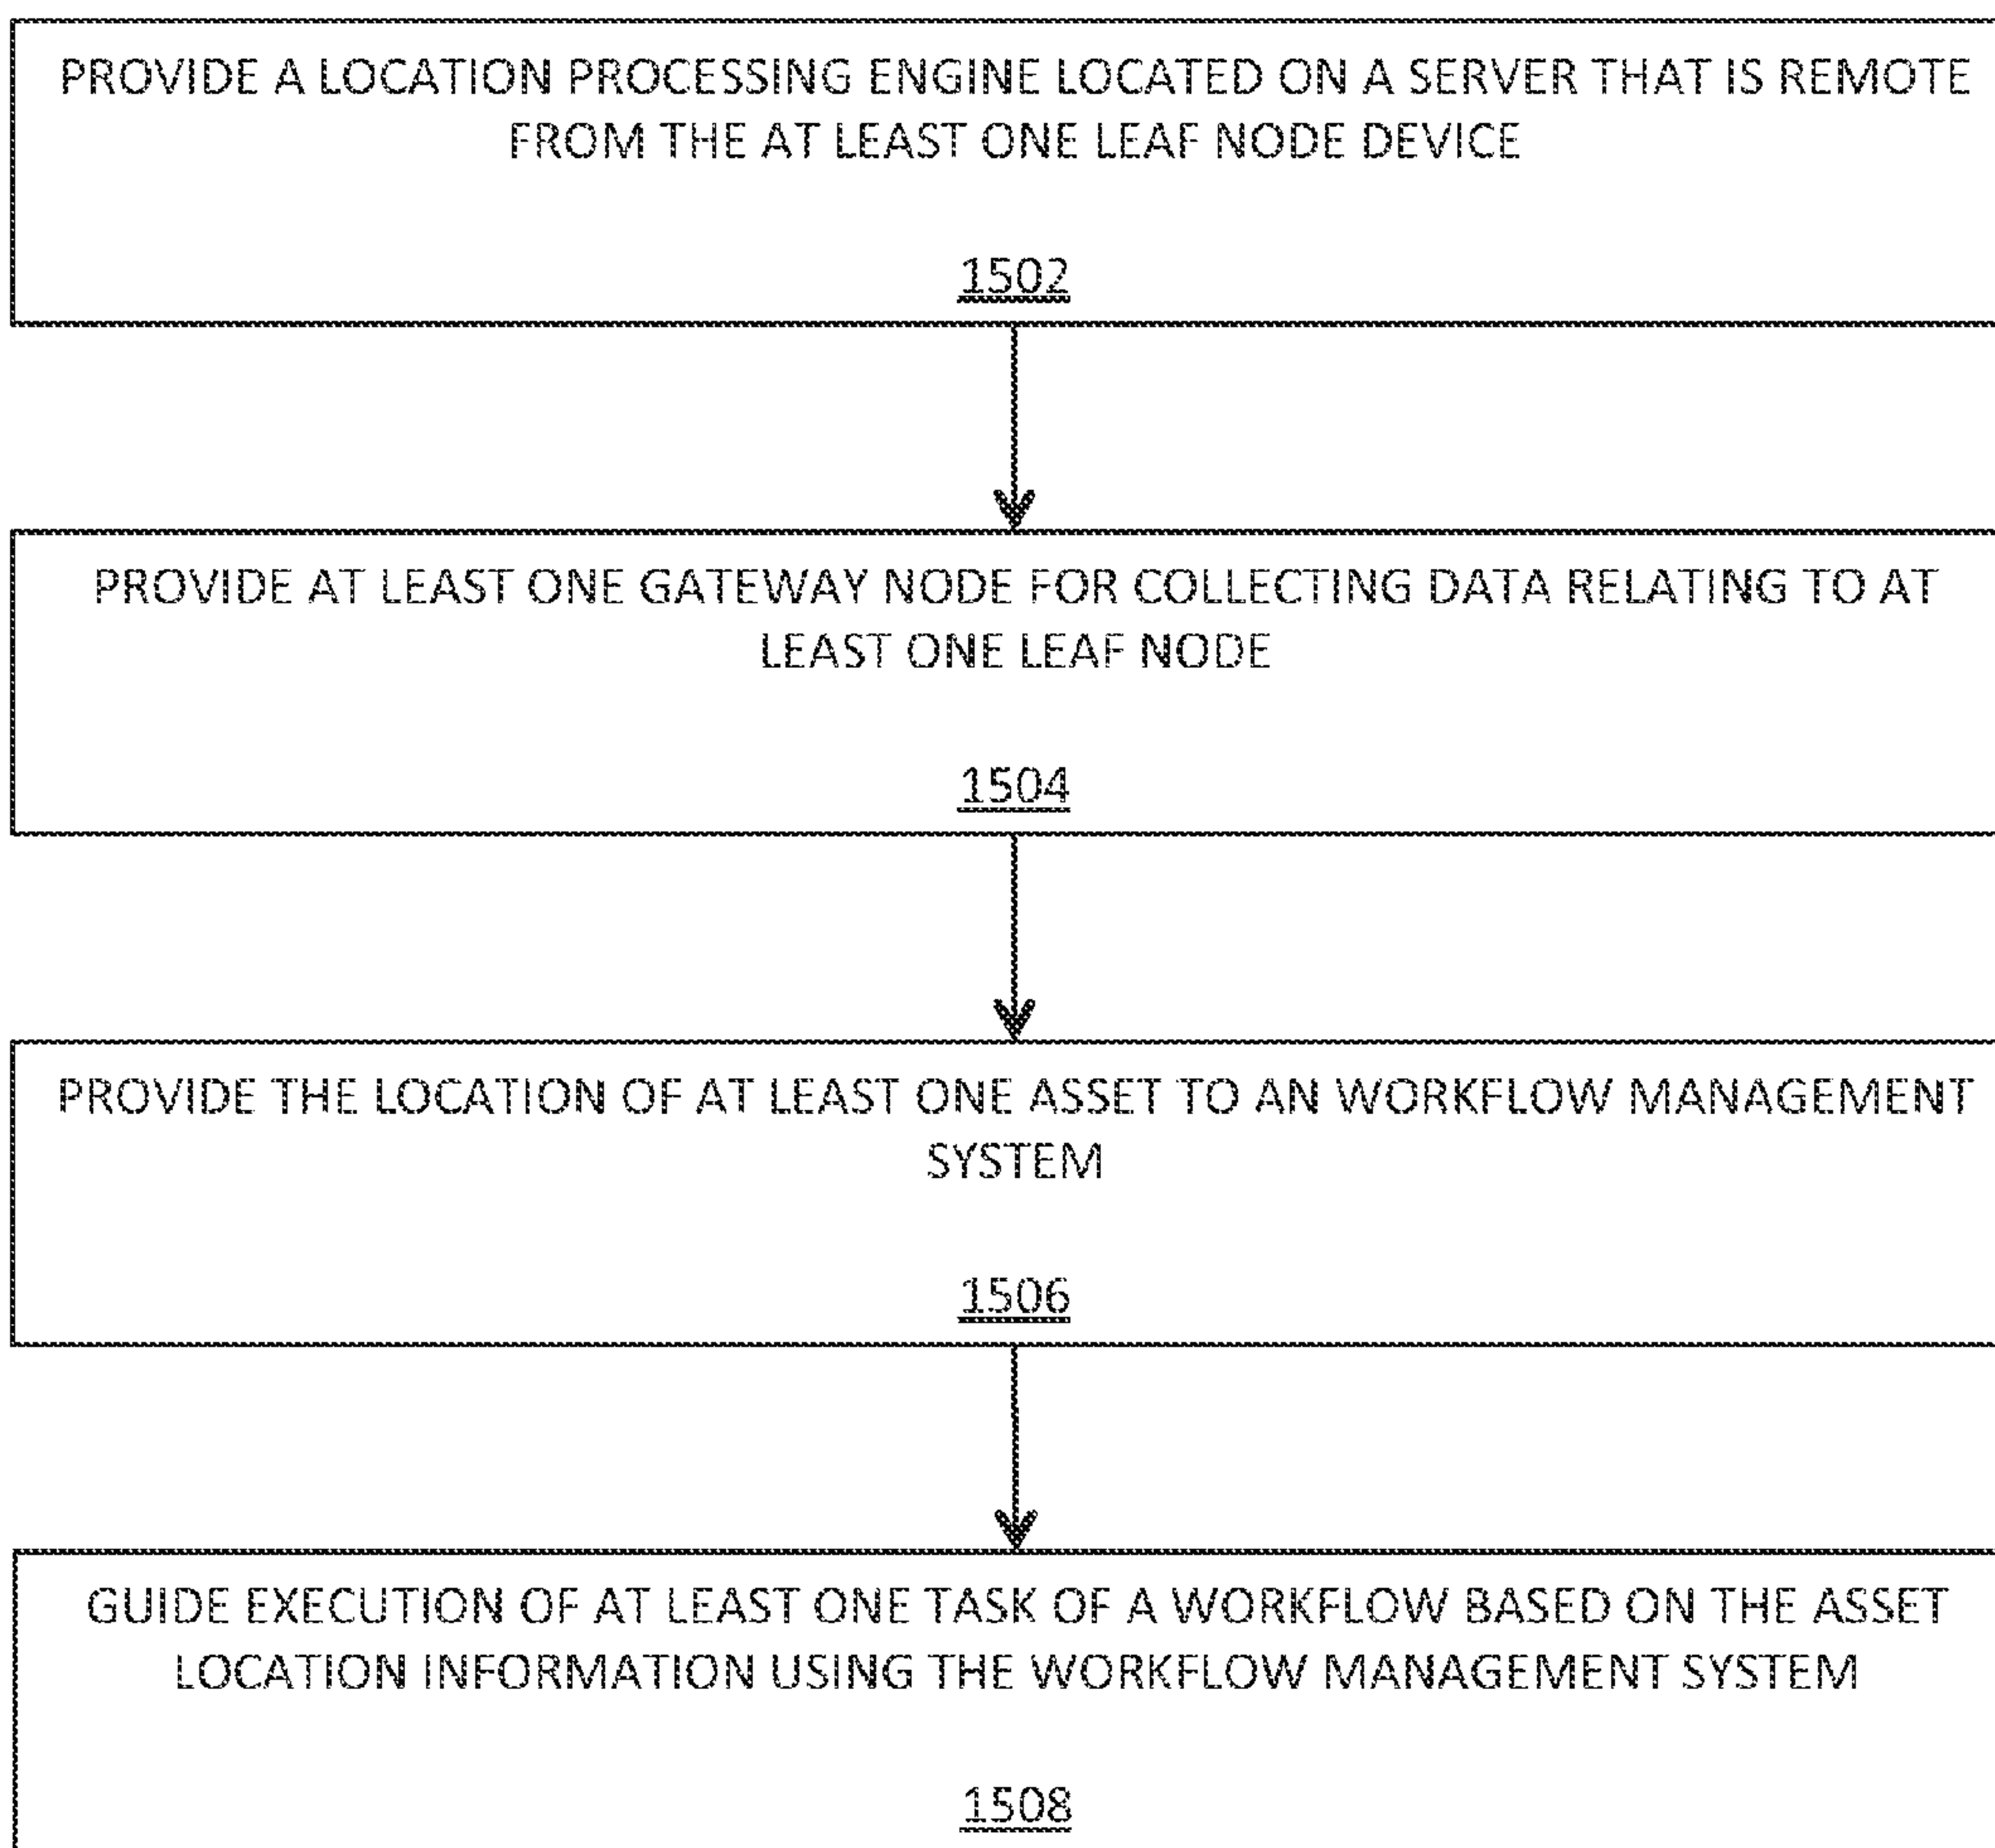 PROVIDE A LOCATION PROCESSING ENGINE LOCATED ON A SERVER THAT IS REMOTE
FROM THE AT LEAST ONE LEAF NODE DEVICE
1502
PROVIDE AT LEAST ONE GATEWAY NODE FOR COLLECTING DATA RELATING TO AT
LEAST ONE LEAF NODE
1504
PROVIDE THE LOCATION OF AT LEAST ONE ASSET TO AN WORKFLOW MANAGEMENT
SYSTEM
1506
GUIDE EXECUTION OF AT LEAST ONE TASK OF A WORKFLOW BASED ON THE ASSET
LOCATION INFORMATION USING THE WORKFLOW MANAGEMENT SYSTEM
1508